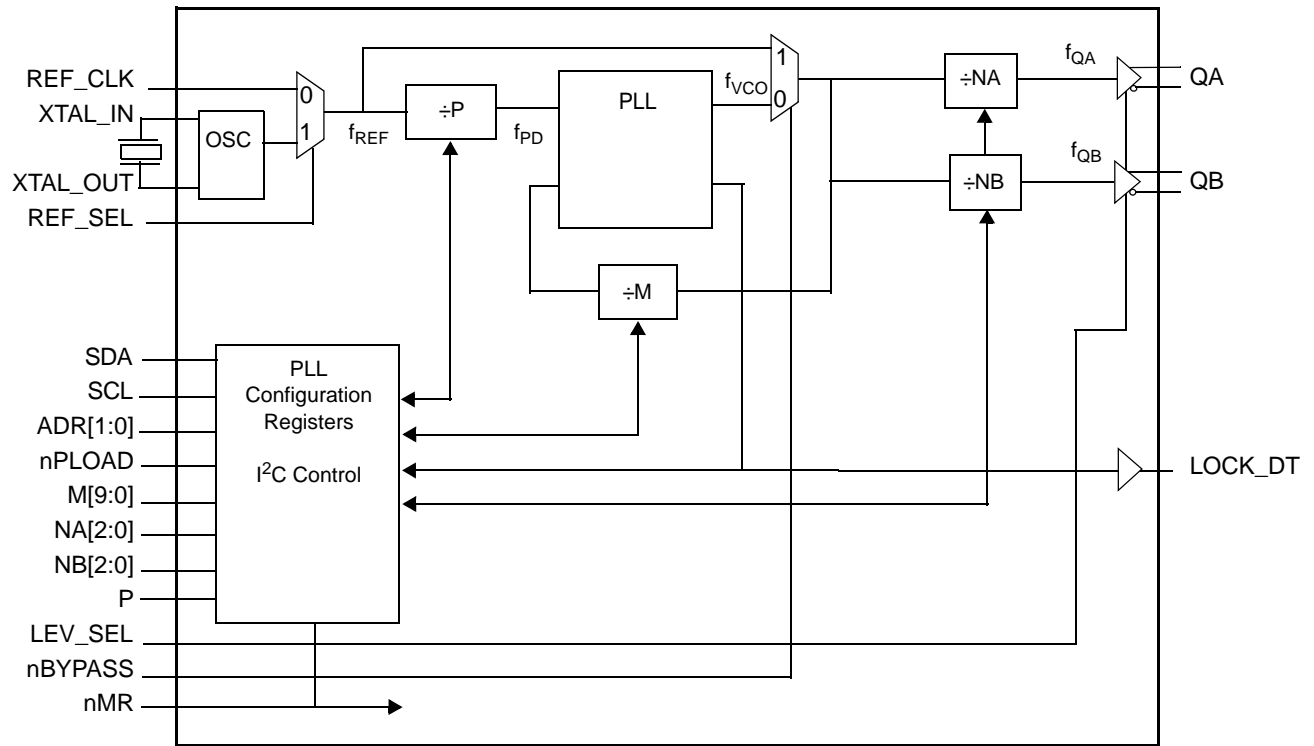 REF_CLK
XTAL_IN
XTAL_OUT
REF_SEL
OSC
0
1
fREF
÷P
fPD
PLL
fVCO
1
0
÷NA
fQA
QA
÷NB
fQB
QB
÷M
SDA
SCL
ADR[1:0]
nPLOAD
M[9:0]
NA[2:0]
NB[2:0]
P
LEV_SEL
nBYPASS
nMR
PLL
Configuration
Registers
I²C Control
LOCK_DT